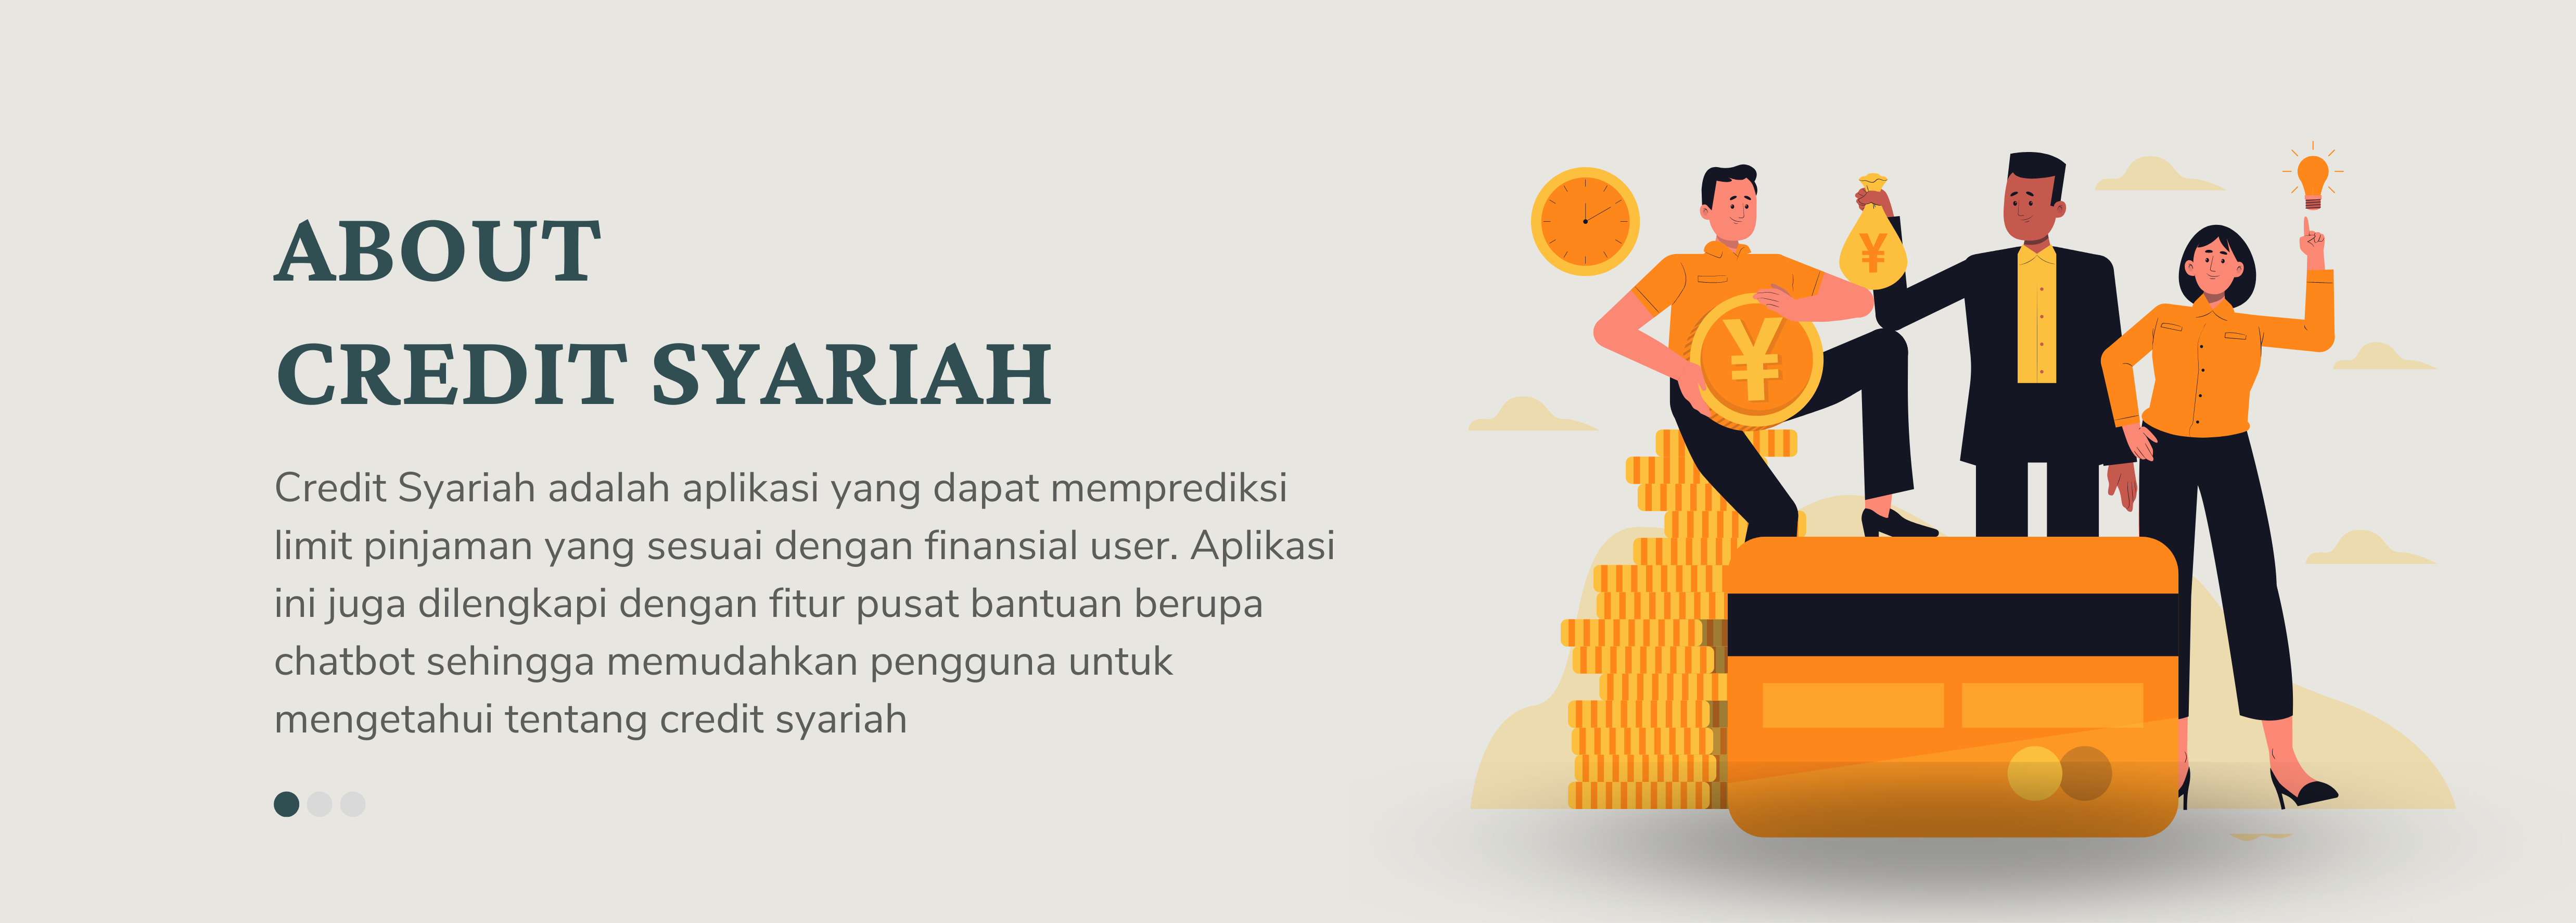 ABOUT
CREDIT SYARIAH
Credit Syariah adalah aplikasi yang dapat memprediksi
limit pinjaman yang sesuai dengan finansial user. Aplikasi
ini juga dilengkapi dengan fitur pusat bantuan berupa
chatbot sehingga memudahkan pengguna untuk
mengetahui tentang credit syariah
¥
¥